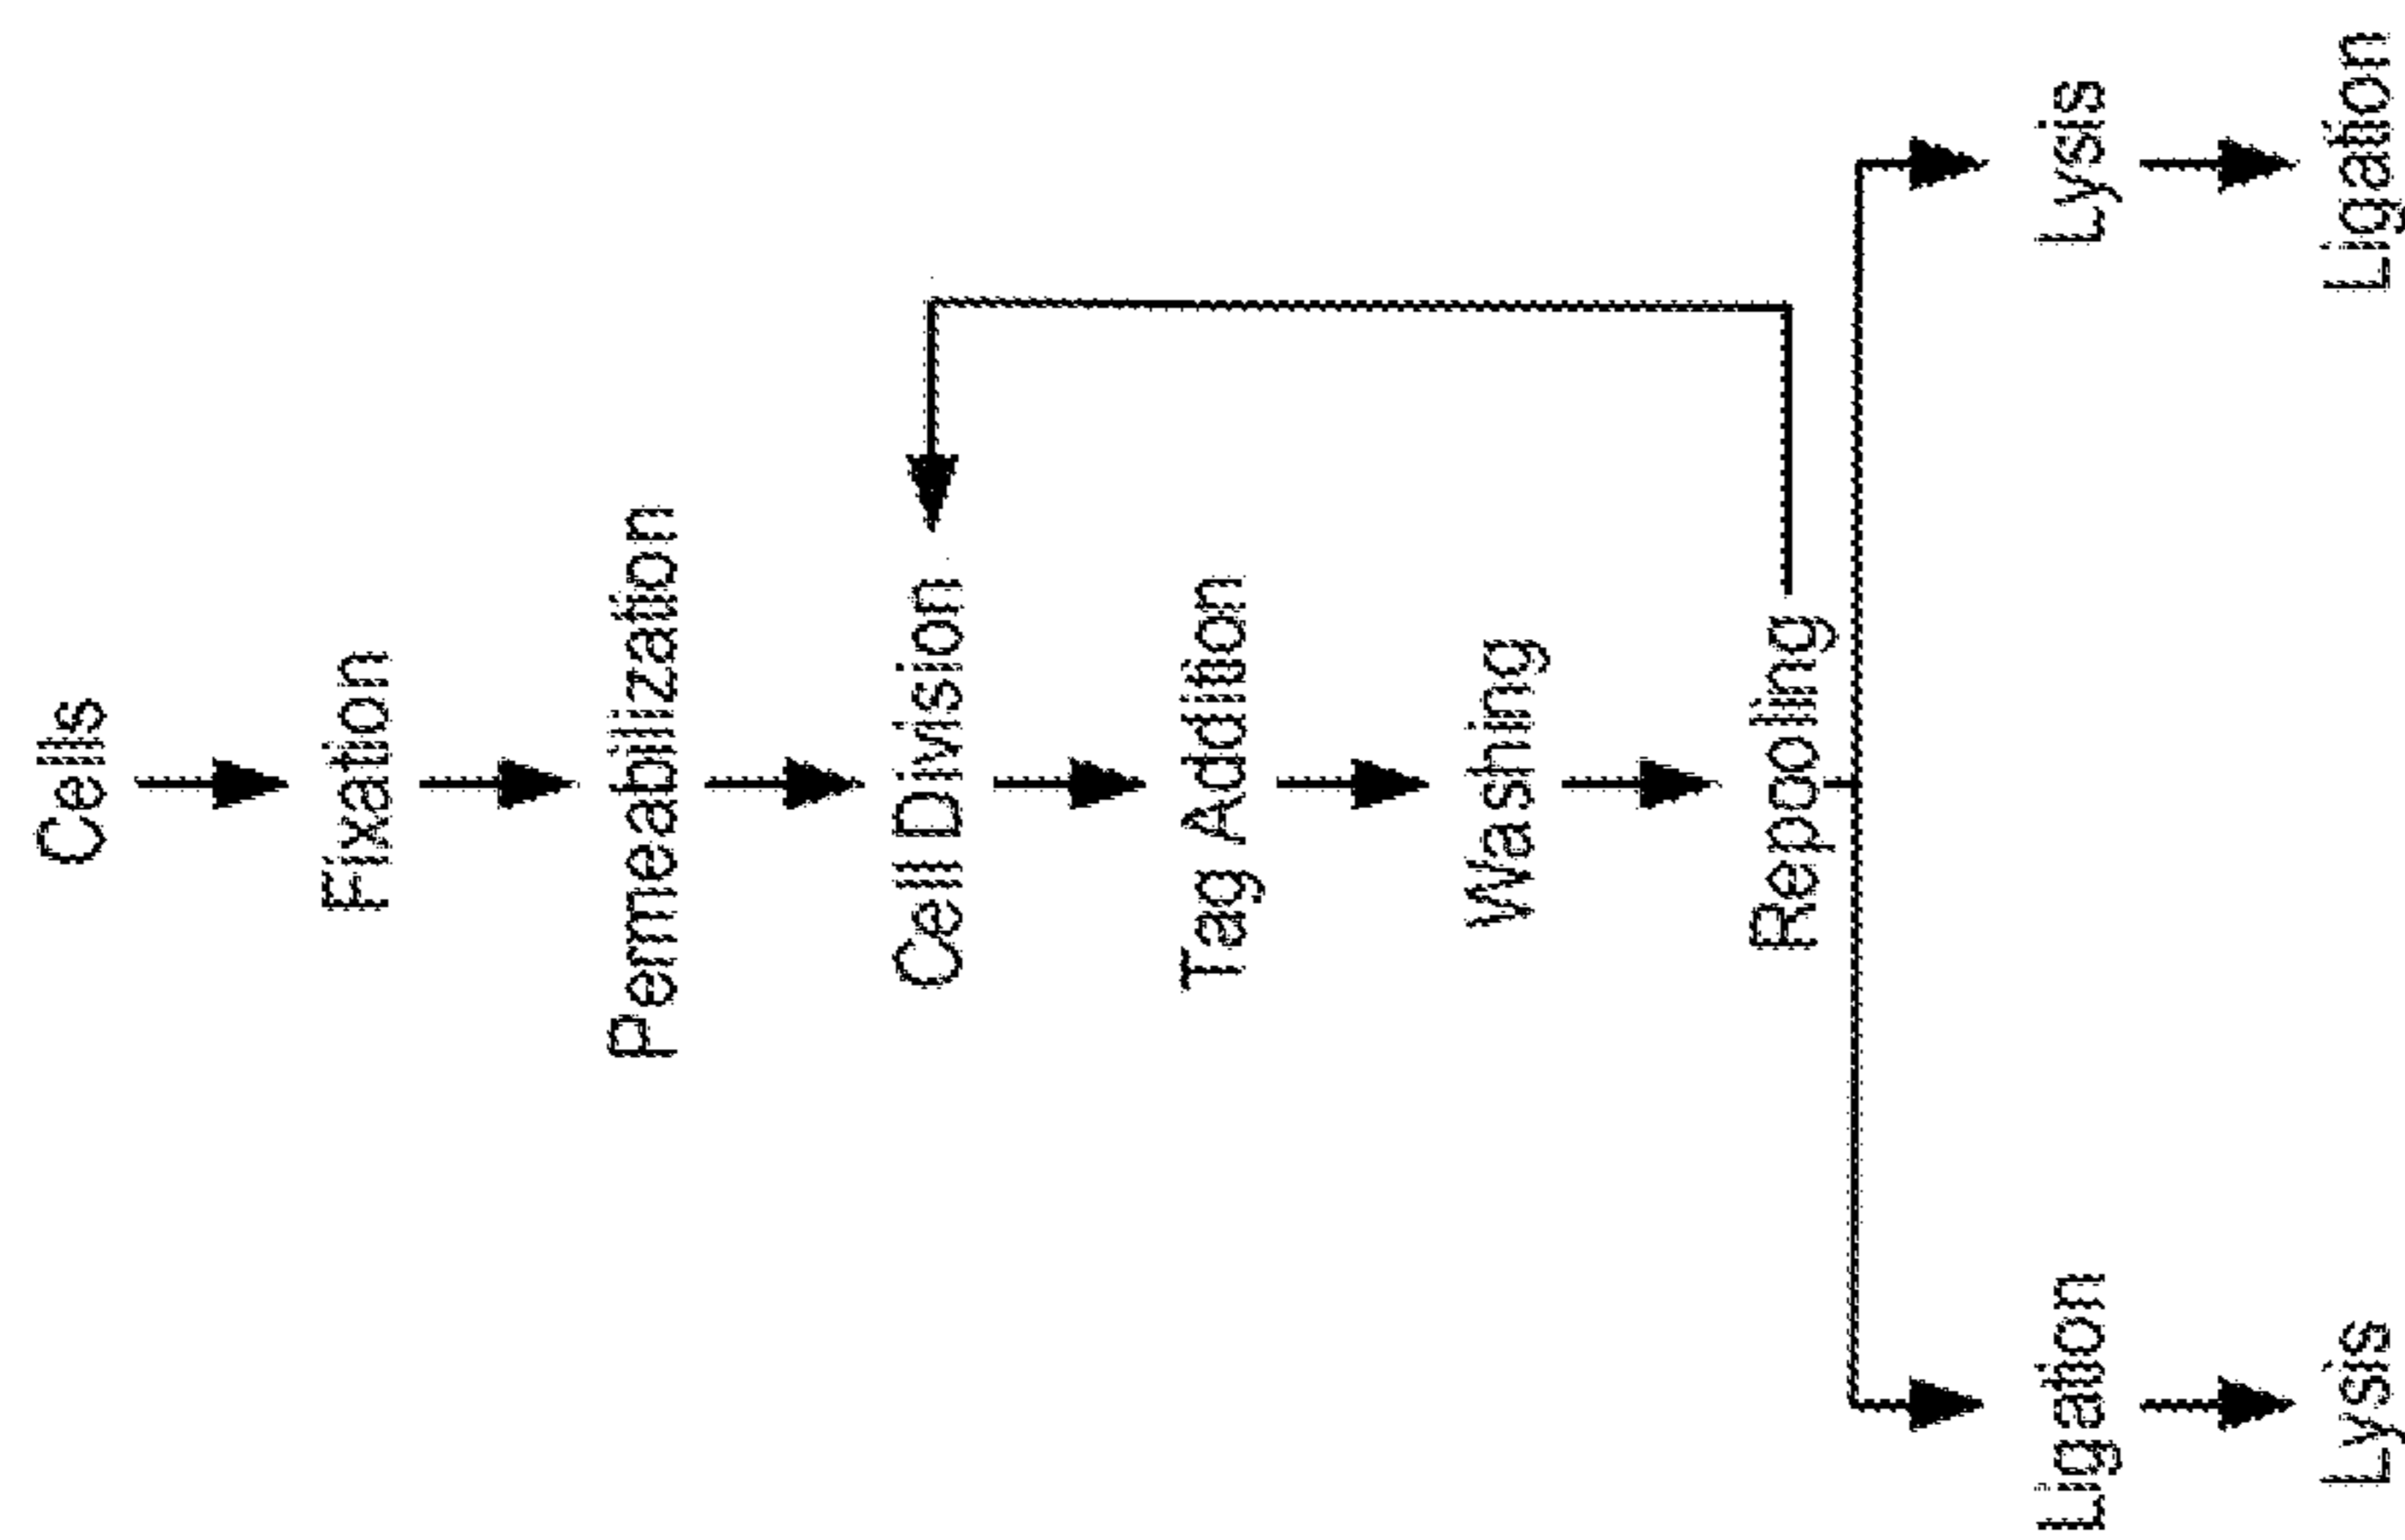 Cells
Fixation
Permeabilization
Cell Division
Tag Addition
Washing
Repooling
Ligation
Lysis
Lysis
Ligation